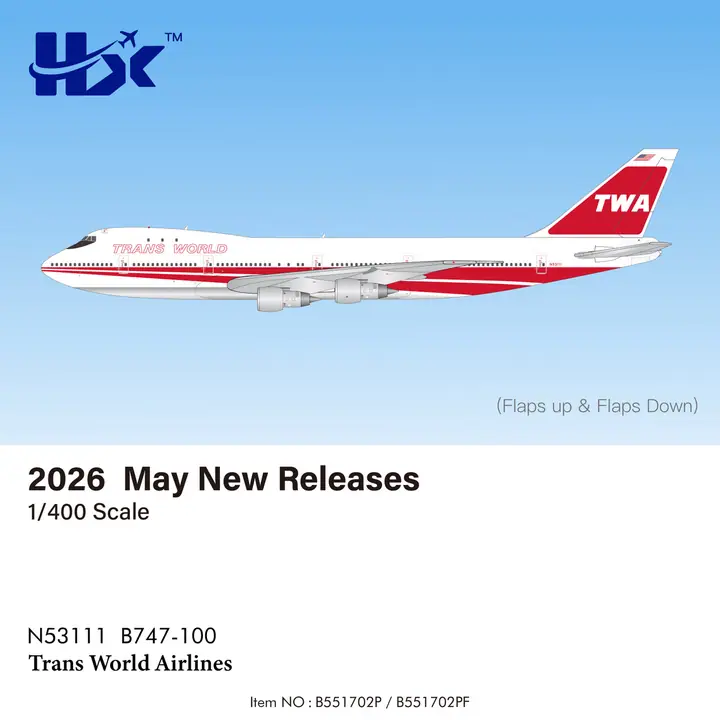 HX™
TWA
TRANS WORLD
(Flaps up & Flaps Down)
2026 May New Releases
1/400 Scale
N53111 B747-100
Trans World Airlines
Item NO : B551702P / B551702PF